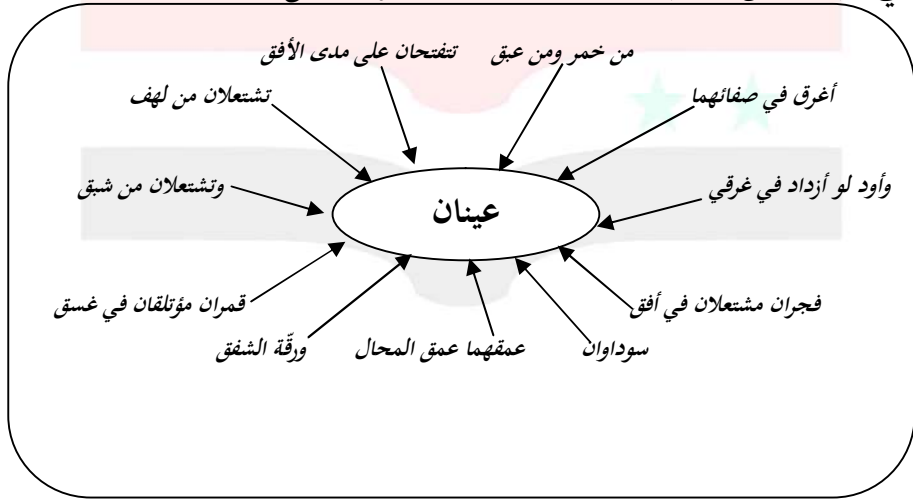 من خمر ومن عبق
تتفتحان على مدى الأفق
أغرق في صفائهما
تشتعلان من لهف
وأود لو أزداد في غرقي
عينان
وتشتعلان من شبق
فجران مشتعلان في أفق
قمران مؤتلقان في غسق
سوداوان
عمقهما عمق المحال
ورقّة الشفق